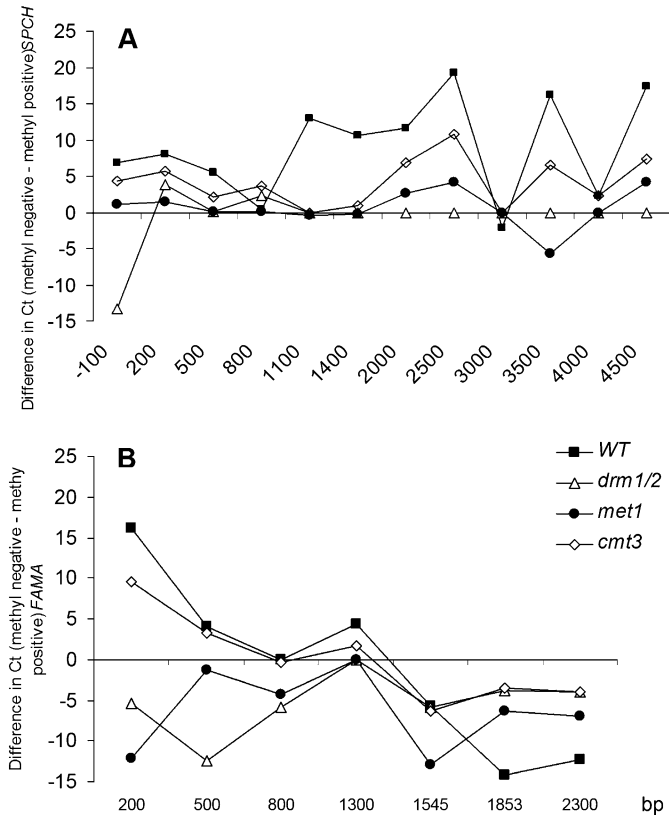 A
Difference in Ct (methyl negative - methyl positive)SPCH
25
20
15
10
5
0
-5
-10
-15
-100 200 500 800 1100 1400 2000 2500 3000 3500 4000 4500
B
Difference in Ct (methyl negative - methy
positive) FAMA
25
20
15
10
5
0
-5
-10
-15
200 500 800 1300 1545 1853 2300 bp
WT
drm1/2
met1
cmt3